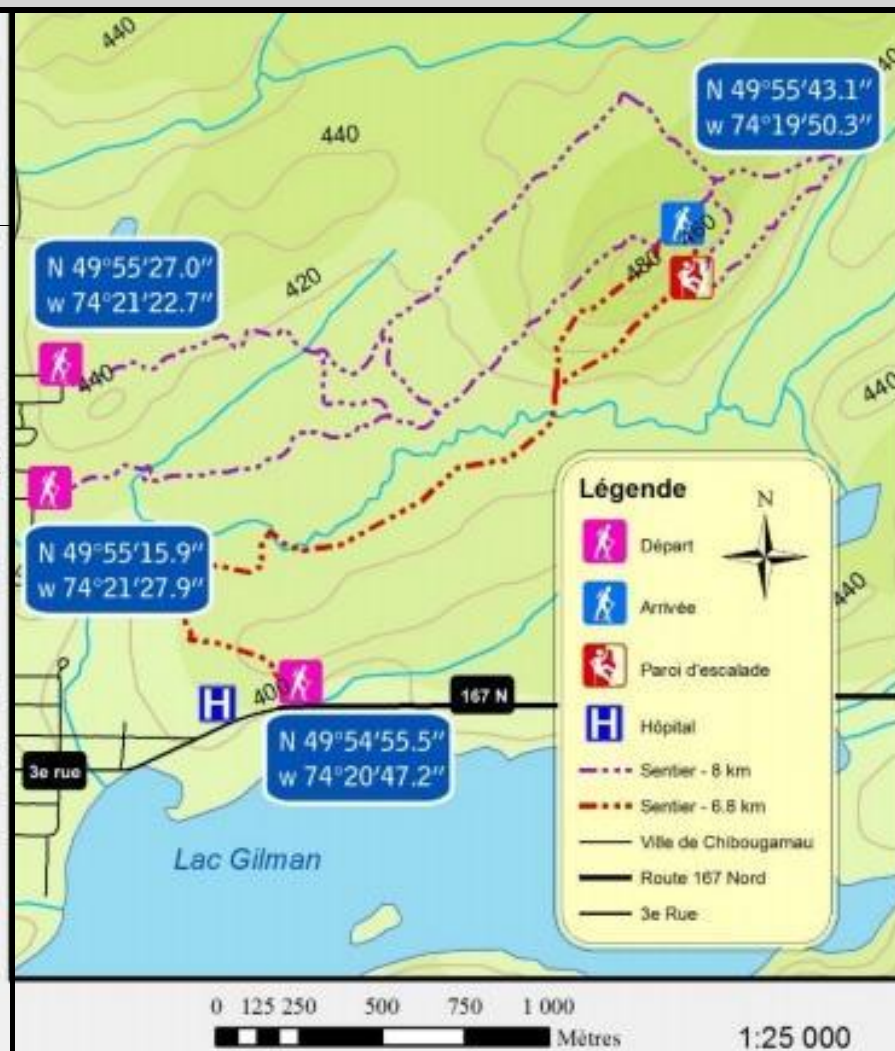 440
440
N 49°55'43.1"
w 74°19'50.3"
N 49°55'27.0"
w 74°21'22.7"
420
480
440
440
N 49°55'15.9"
w 74°21'27.9"
400
167 N
N 49°54'55.5"
w 74°20'47.2"
3e rue
Lac Gilman
440
Légende
N
Départ
Arrivée
Paroi d'escalade
H
Hôpital
Sentier - 8 km
Sentier - 6.8 km
Ville de Chibougamau
Route 167 Nord
3e Rue
H
0 125 250 500 750 1 000
Mètres
1:25 000